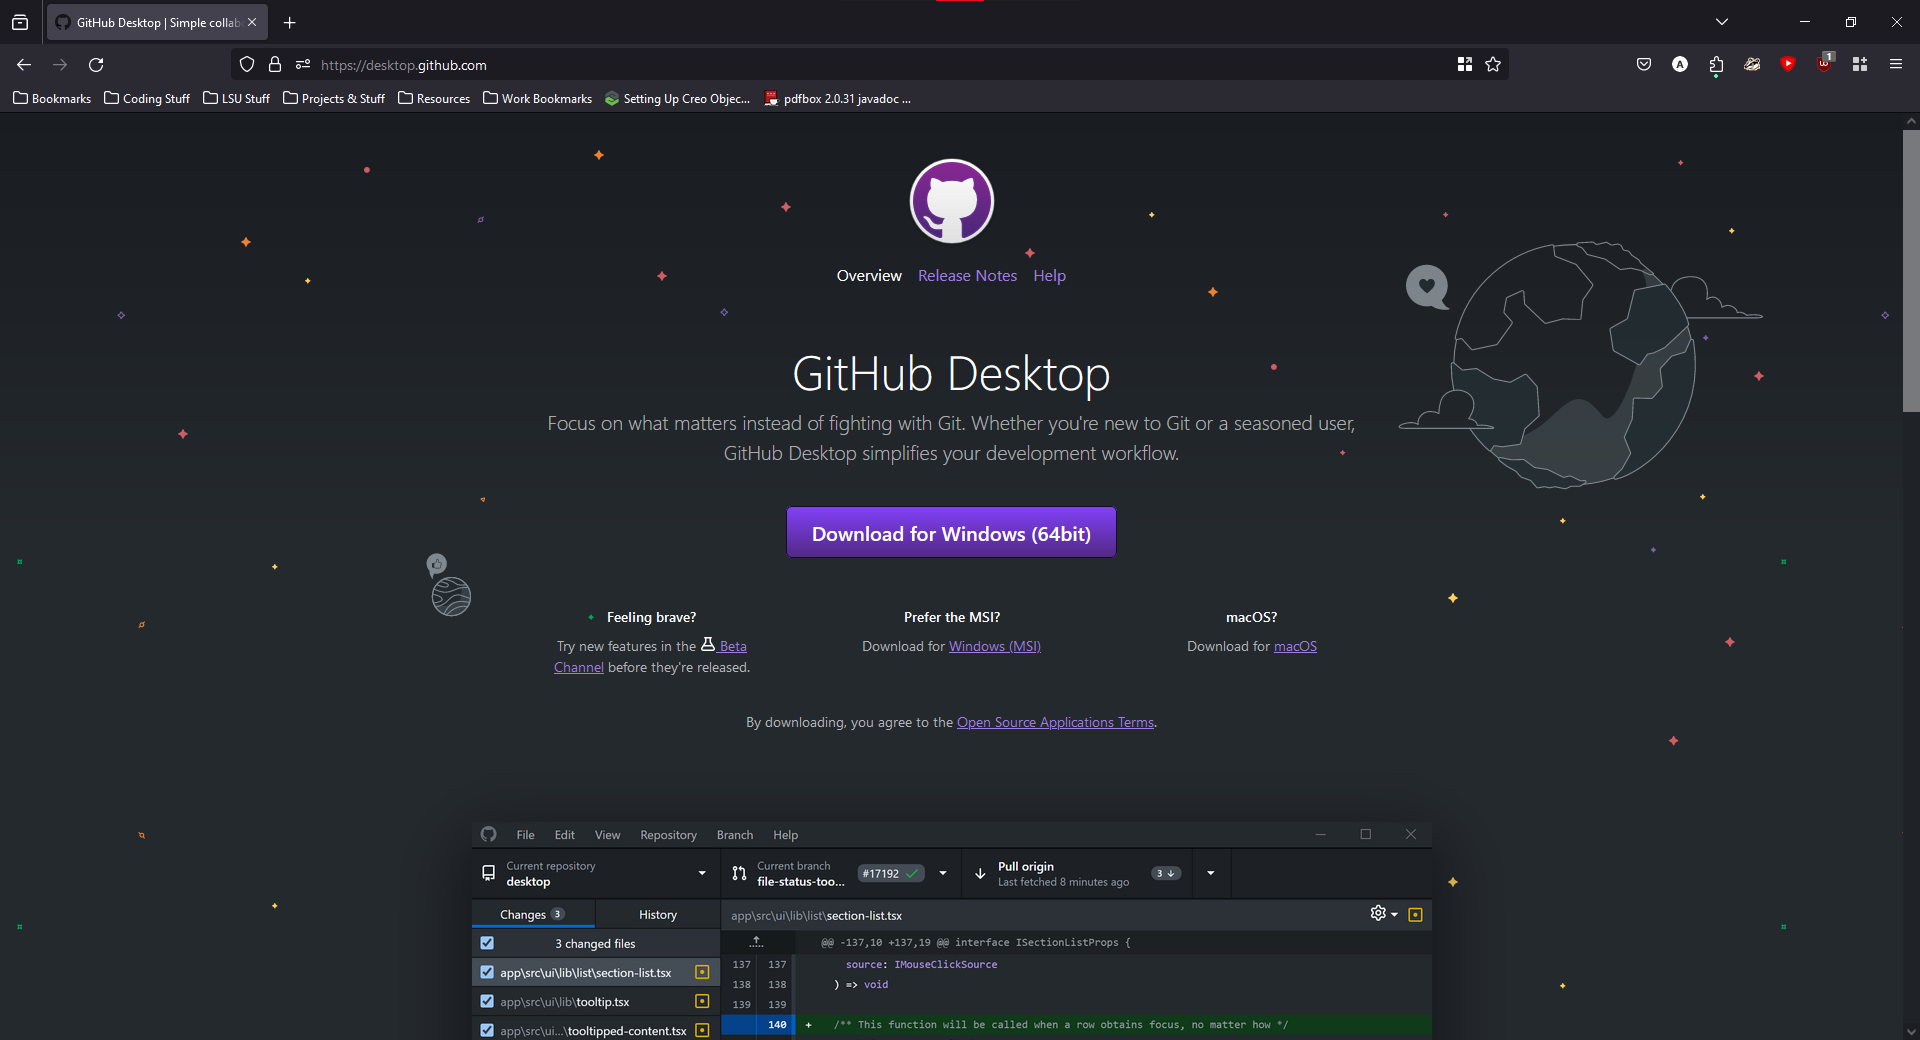 GitHub Desktop | Simple collab
https://desktop.github.com
1
Bookmarks Coding Stuff LSU Stuff Projects & Stuff Resources Work Bookmarks Setting Up Creo Objec... pdfbox 2.0.31 javadoc ...
Overview Release Notes Help
GitHub Desktop
Focus on what matters instead of fighting with Git. Whether you're new to Git or a seasoned user,
GitHub Desktop simplifies your development workflow.
Download for Windows (64bit)
Feeling brave?
Try new features in the Beta
Channel before they're released.
Prefer the MSI?
Download for Windows (MSI)
macOS?
Download for macOS
By downloading, you agree to the Open Source Applications Terms.
File Edit View Repository Branch Help
Current repository
desktop
Current branch
file-status-too...
#17192
Pull origin
Last fetched 8 minutes ago
3
Changes 3 History
app\src\ui\lib\list\section-list.tsx
3 changed files
app\src\ui\lib\list\section-list.tsx
app\src\ui\lib\tooltip.tsx
app\src\ui...\tooltipped-content.tsx
@@ -137,10 +137,19 @@ interface ISectionListProps {
137 137 source: IMouseClickSource
138 138 ) => void
139 139
140 + /** This function will be called when a row obtains focus, no matter how */